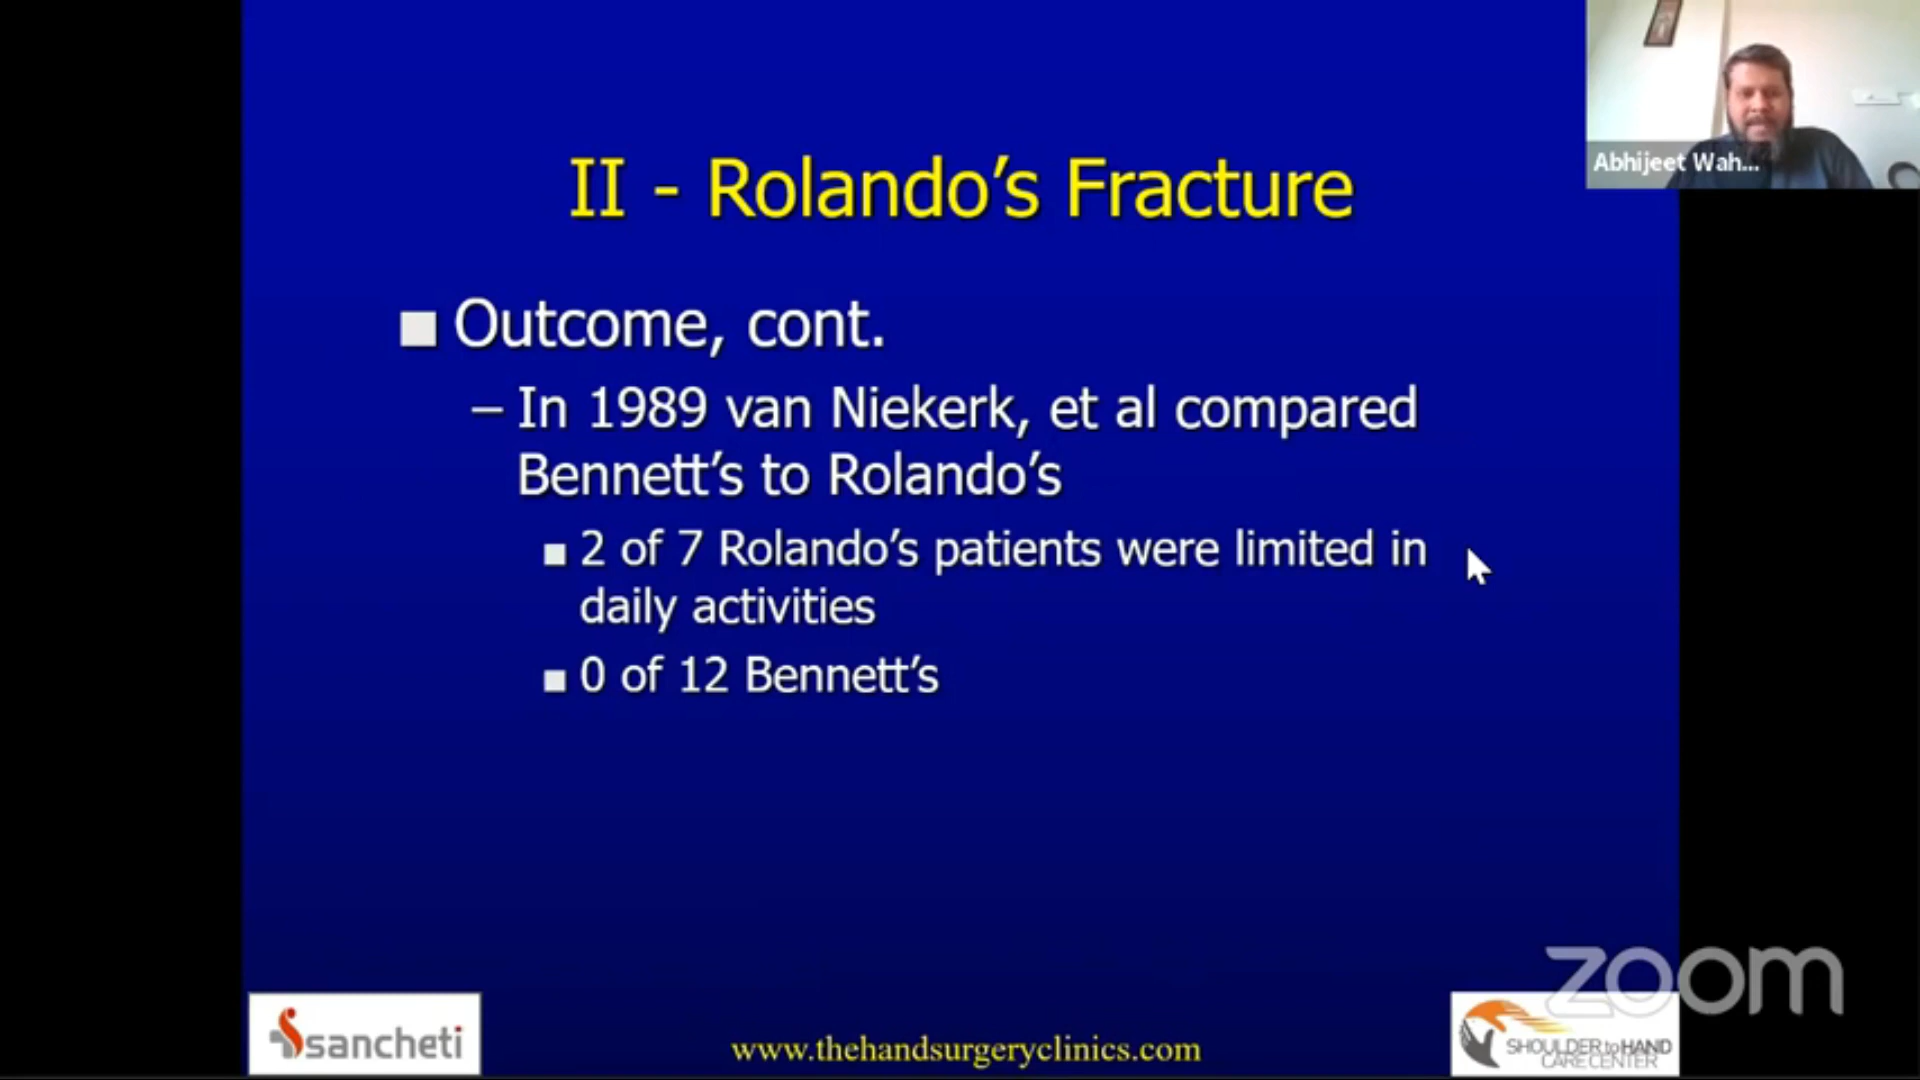 Abhijeet Wah...
II - Rolando's Fracture
Outcome, cont.
– In 1989 van Niekerk, et al compared
Bennett's to Rolando's
2 of 7 Rolando's patients were limited in
daily activities
0 of 12 Bennett's
zoom
sancheti
www.thehandsurgeryclinics.com
SHOULDER to HAND
CARE CENTER